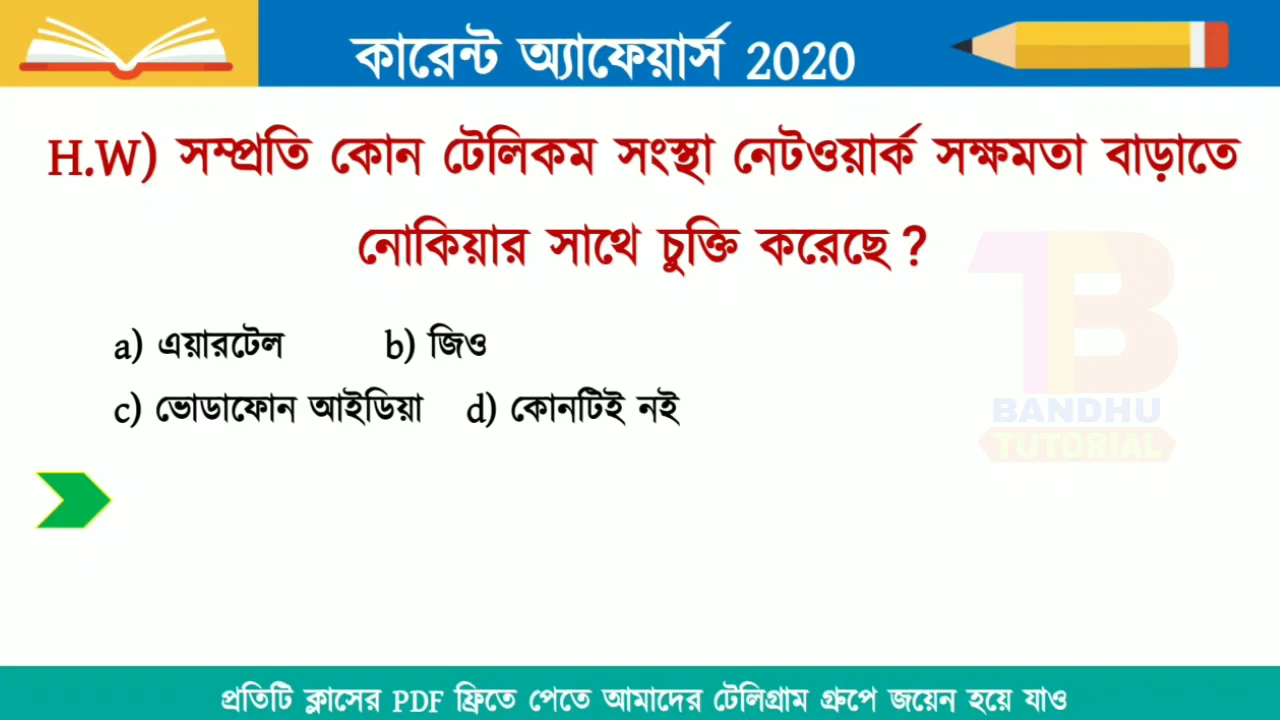 কারেন্ট অ্যাফেয়ার্স 2020
H.W) সম্প্রতি কোন টেলিকম সংস্থা নেটওয়ার্ক সক্ষমতা বাড়াতে
নোকিয়ার সাথে চুক্তি করেছে ?
a) এয়ারটেল b) জিও
c) ভোডাফোন আইডিয়া d) কোনটিই নই
TB
BANDHU
TUTORIAL
প্রতিটি ক্লাসের PDF ফ্রিতে পেতে আমাদের টেলিগ্রাম গ্রুপে জয়েন হয়ে যাও